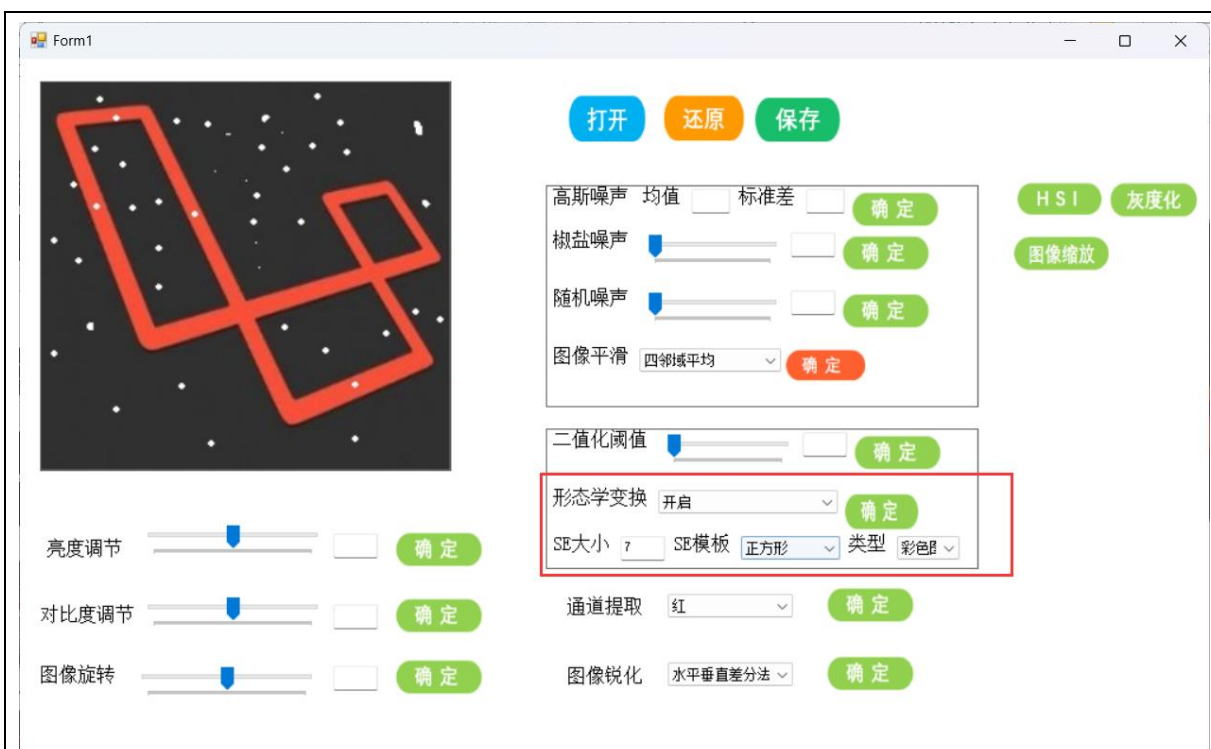 Form1
打开 还原 保存
高斯噪声 均值 标准差 确定
HSI 灰度化
椒盐噪声 确定
图像缩放
随机噪声 确定
图像平滑 四邻域平均 确定
二值化阈值 确定
形态学变换 开启 确定
SE大小 7 SE模板 正方形 类型 彩色图
亮度调节 确定
通道提取 红 确定
对比度调节 确定
图像旋转 确定
图像锐化 水平垂直差分法 确定